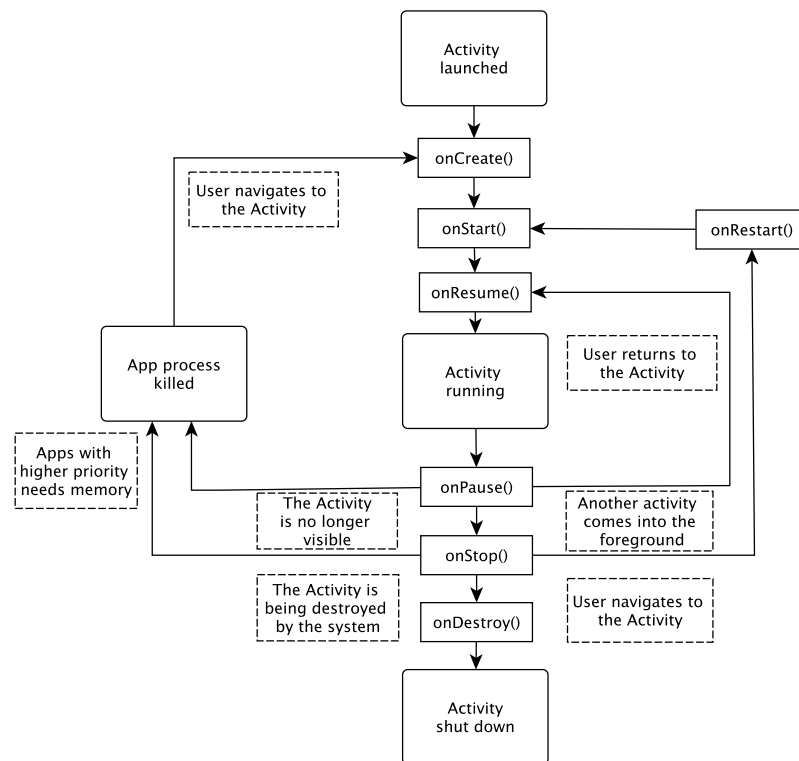 Activity
launched
onCreate()
User navigates to
the Activity
onStart()
onRestart()
onResume()
App process
killed
Activity
running
User returns to
the Activity
Apps with
higher priority
needs memory
onPause()
The Activity
is no longer
visible
Another activity
comes into the
foreground
onStop()
The Activity is
being destroyed
by the system
User navigates to
the Activity
onDestroy()
Activity
shut down